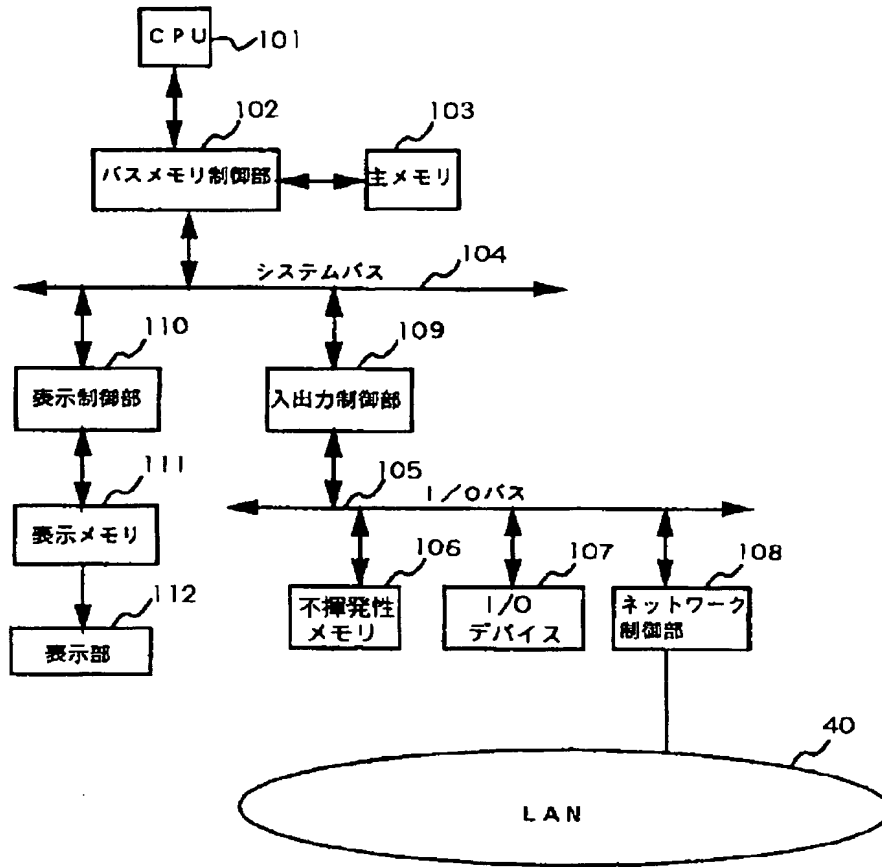 CPU
101
102
103
バスメモリ制御部
主メモリ
システムバス
104
110
109
表示制御部
入出力制御部
111
105
I/Oバス
表示メモリ
106
107
108
不揮発性
メモリ
I/O
デバイス
ネットワーク
制御部
112
表示部
40
LAN